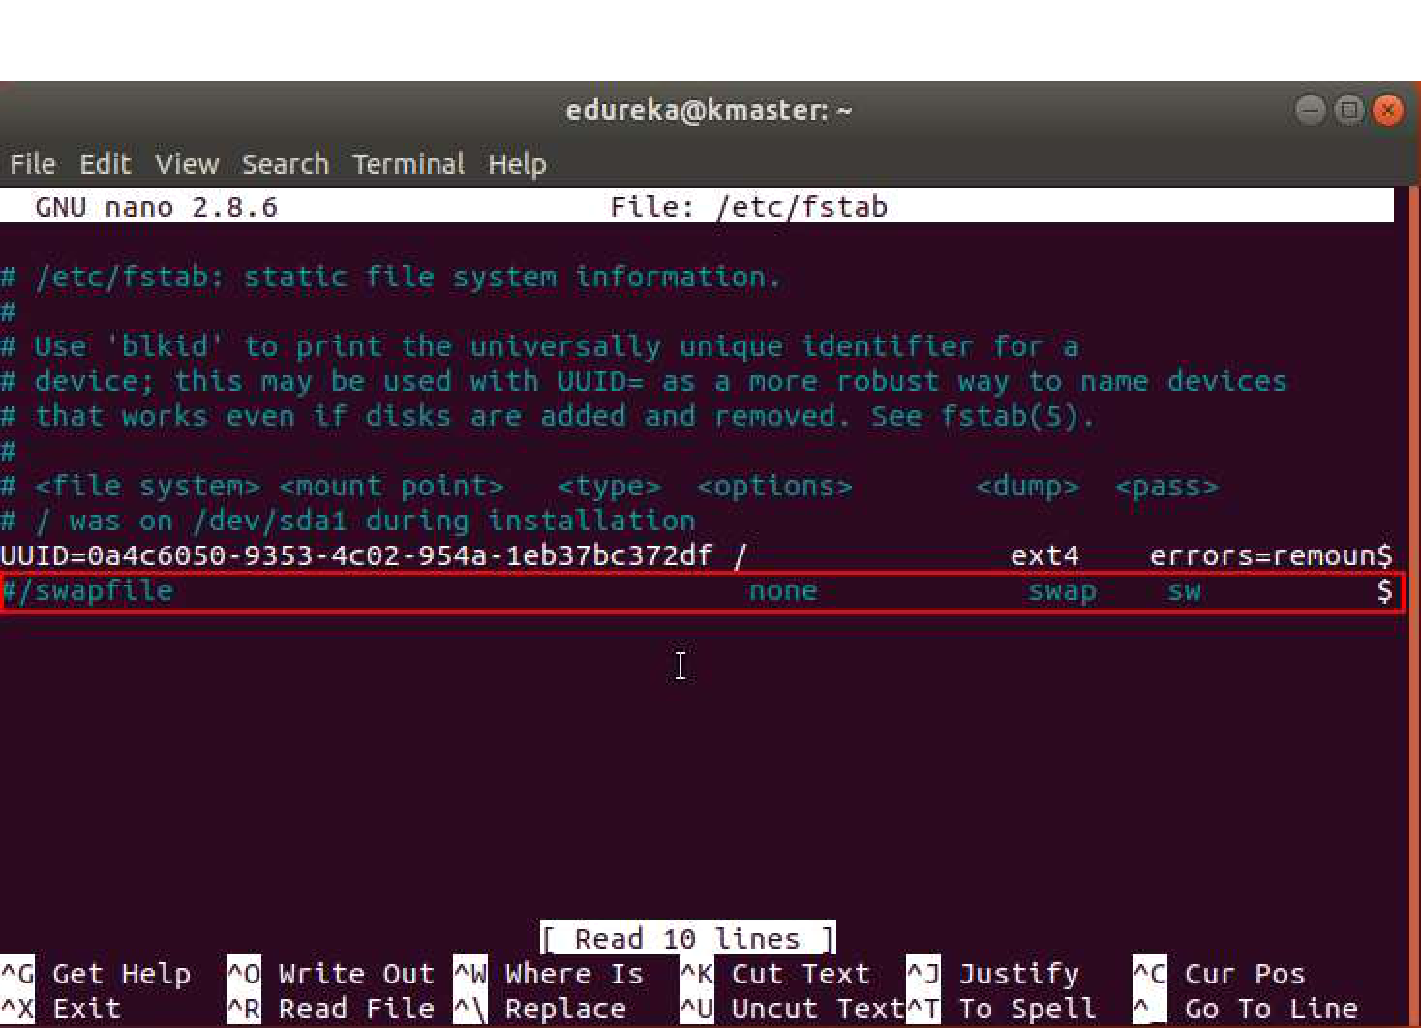 edureka@kmaster: ~
File Edit View Search Terminal Help
GNU nano 2.8.6 File: /etc/fstab
# /etc/fstab: static file system information.
#
# Use 'blkid' to print the universally unique identifier for a
# device; this may be used with UUID= as a more robust way to name devices
# that works even if disks are added and removed. See fstab(5).
#
# <file system> <mount point> <type> <options> <dump> <pass>
# / was on /dev/sda1 during installation
UUID=0a4c6050-9353-4c02-954a-1eb37bc372df / ext4 errors=remoun$
#/swapfile none swap sw $
[ Read 10 lines ]
^G Get Help ^O Write Out ^W Where Is ^K Cut Text ^J Justify ^C Cur Pos
^X Exit ^R Read File ^\ Replace ^U Uncut Text ^T To Spell ^_ Go To Line